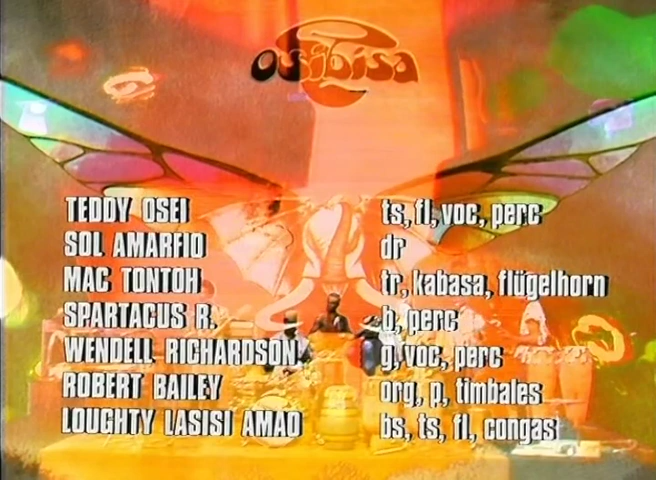 osibisa
TEDDY OSEI ts, fl, voc, perc
SOL AMARFIO dr
MAC TONTOH tr, kabasa, flügelhorn
SPARTACUS R. b, perc
WENDELL RICHARDSON g, voc, perc
ROBERT BAILEY org, p, timbales
LOUGHTY LASISI AMAO bs, ts, fl, congas